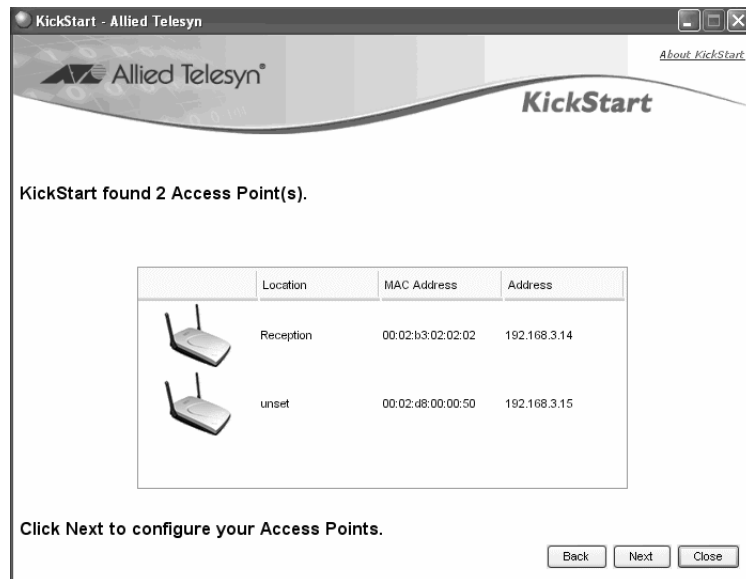 KickStart - Allied Telesyn
About KickStart
Allied Telesyn®
KickStart
KickStart found 2 Access Point(s).
Location MAC Address Address
Reception 00:02:b3:02:02:02 192.168.3.14
unset 00:02:d8:00:00:50 192.168.3.15
Click Next to configure your Access Points.
Back Next Close